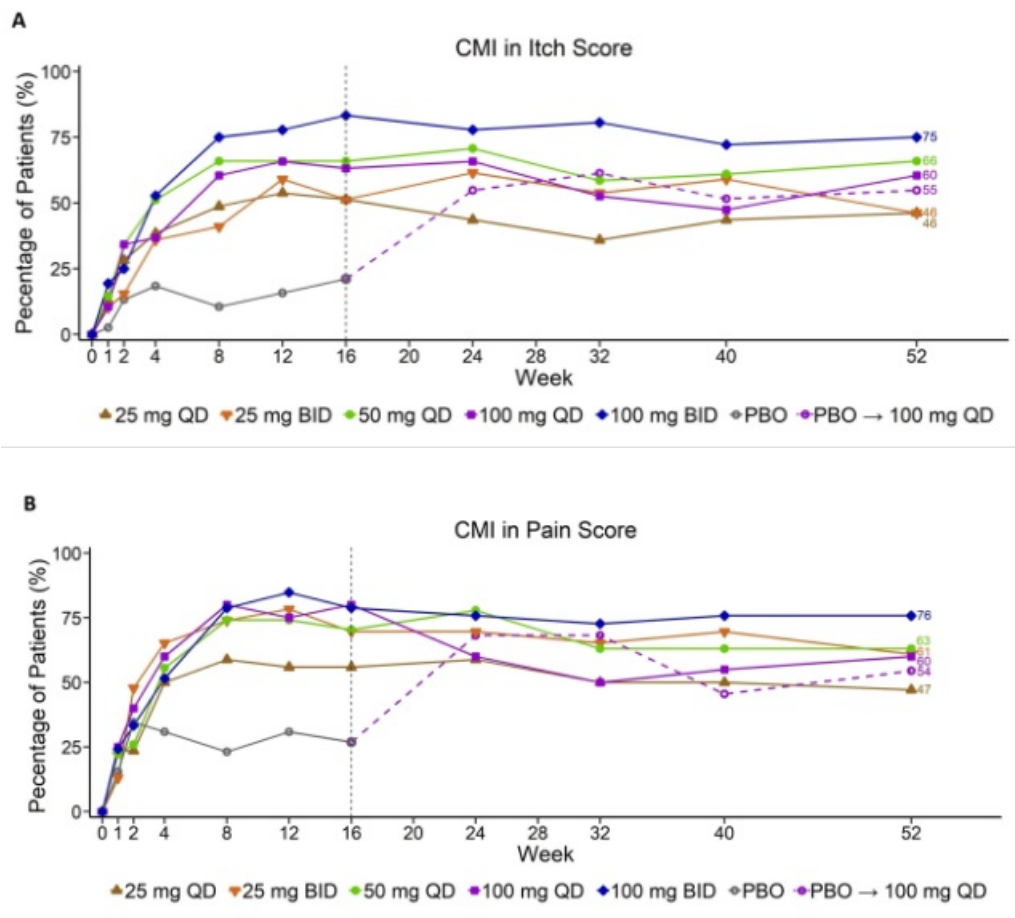 A
CMI in Itch Score
Pecentage of Patients (%)
100
75
50
25
0
75
66
60
55
46
46
0 1 2 4 8 12 16 20 24 28 32 40 52
Week
25 mg QD 25 mg BID 50 mg QD 100 mg QD 100 mg BID PBO PBO → 100 mg QD
B
CMI in Pain Score
Pecentage of Patients (%)
100
75
50
25
0
76
63
61
60
54
47
0 1 2 4 8 12 16 20 24 28 32 40 52
Week
25 mg QD 25 mg BID 50 mg QD 100 mg QD 100 mg BID PBO PBO → 100 mg QD